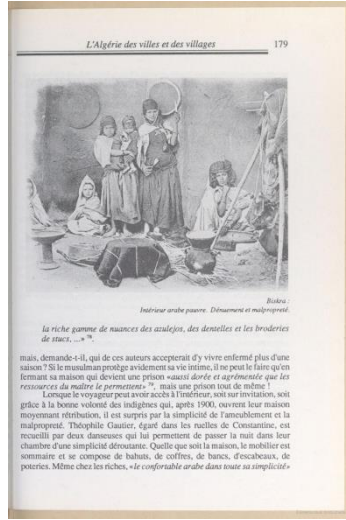 L'Algérie des villes et des villages 179
Biskra :
Intérieur arabe pauvre. Dénuement et malpropreté.
la riche gamme de nuances des azulejos, des dentelles et les broderies
de stucs, ...» 78.
mais, demande-t-il, qui de ces auteurs accepterait d'y vivre enfermé plus d'une
saison ? Si le musulman protège avidement sa vie intime, il ne peut le faire qu'en
fermant sa maison qui devient une prison «aussi dorée et agrémentée que les
ressources du maître le permettent» 79, mais une prison tout de même !
Lorsque le voyageur peut avoir accès à l'intérieur, soit sur invitation, soit
grâce à la bonne volonté des indigènes qui, après 1900, ouvrent leur maison
moyennant rétribution, il est surpris par la simplicité de l'ameublement et la
malpropreté. Théophile Gautier, égaré dans les ruelles de Constantine, est
recueilli par deux danseuses qui lui permettent de passer la nuit dans leur
chambre d'une simplicité déroutante. Quelle que soit la maison, le mobilier est
sommaire et se compose de bahuts, de coffres, de bancs, d'escabeaux, de
poteries. Même chez les riches, «le confortable arabe dans toute sa simplicité»